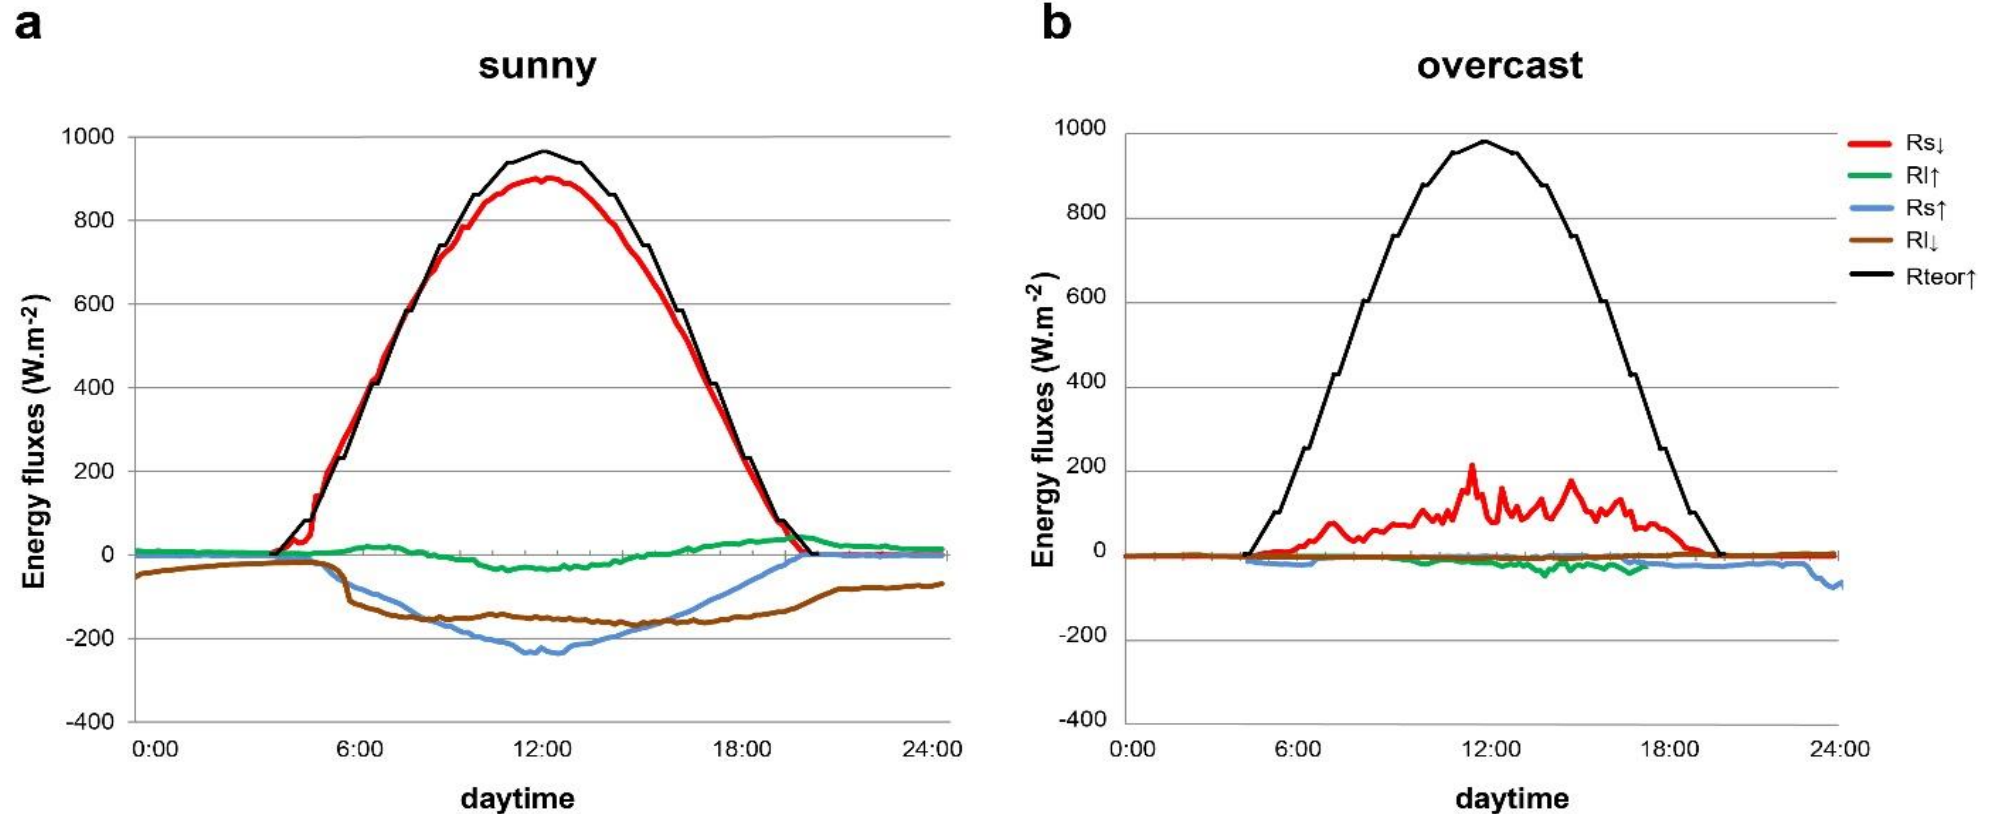 a
sunny
1000
800
600
400
200
0
-200
-400
Energy fluxes (W.m-2)
0:00 6:00 12:00 18:00 24:00
daytime
b
overcast
1000
800
600
400
200
0
-200
-400
Energy fluxes (W.m-2)
0:00 6:00 12:00 18:00 24:00
daytime
Rs↓
Rl↑
Rs↑
Rl↓
Rteor↑